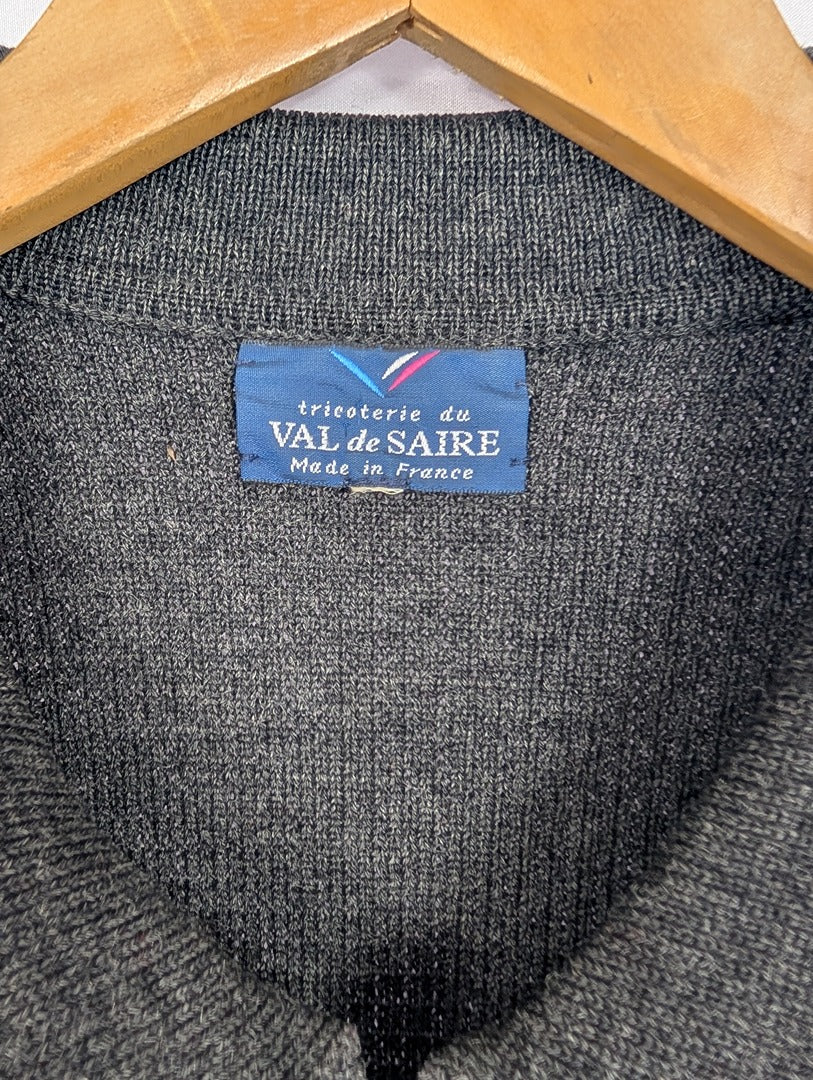 tricoterie du
VAL de SAIRE
Made in France